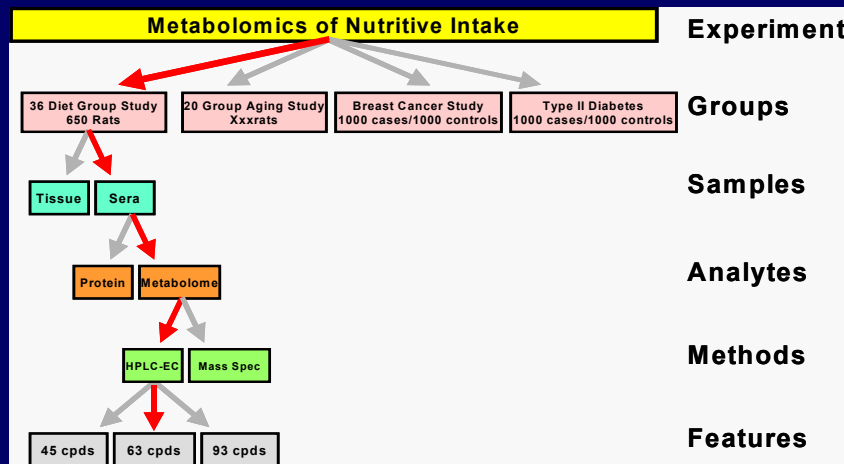 Metabolomics of Nutritive Intake
Experiment
36 Diet Group Study
650 Rats
20 Group Aging Study
Xxxrats
Breast Cancer Study
1000 cases/1000 controls
Type II Diabetes
1000 cases/1000 controls
Groups
Tissue
Sera
Samples
Protein
Metabolome
Analytes
HPLC-EC
Mass Spec
Methods
45 cpds
63 cpds
93 cpds
Features